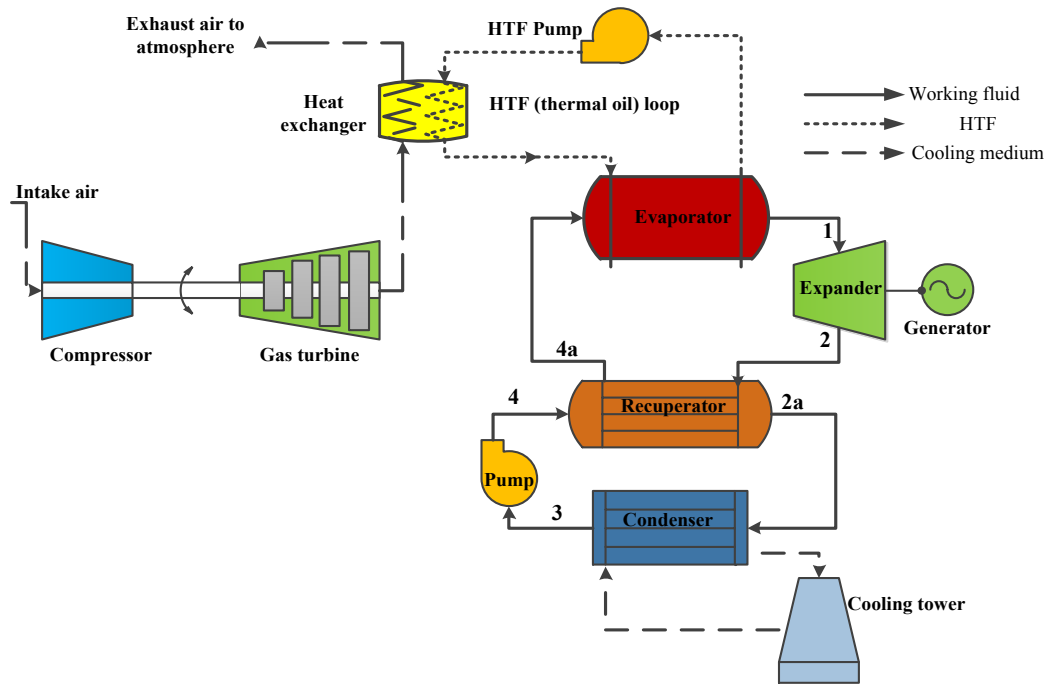 Exhaust air to
atmosphere
HTF Pump
Heat
exchanger
HTF (thermal oil) loop
Working fluid
HTF
Cooling medium
Intake air
Evaporator
1
Expander
Generator
Compressor
Gas turbine
2
4a
4
Recuperator
2a
Pump
3
Condenser
Cooling tower